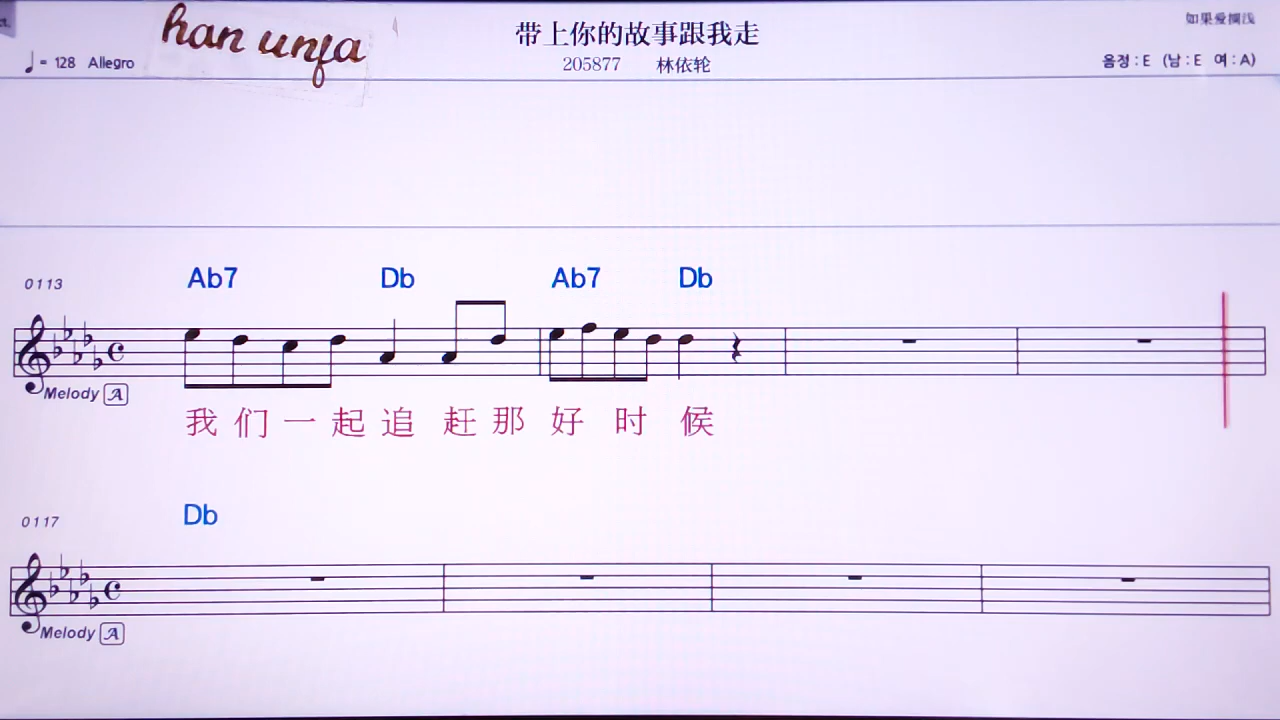 han unfa
带上你的故事跟我走
♩= 128 Allegro
205877 林依轮
음정 : E (남 : E 여 : A)
0113
Ab7 Db Ab7 Db
Melody A
我们一起追赶那好时候
0117
Db
Melody A